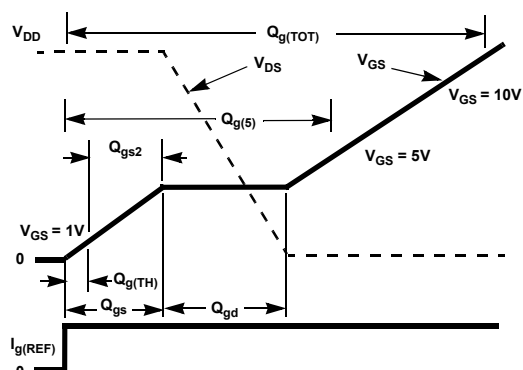 V_DD
Q_g(TOT)
V_DS
V_GS
V_GS = 10V
Q_g(5)
Q_gs2
V_GS = 5V
V_GS = 1V
0
Q_g(TH)
Q_gs
Q_gd
I_g(REF)
0